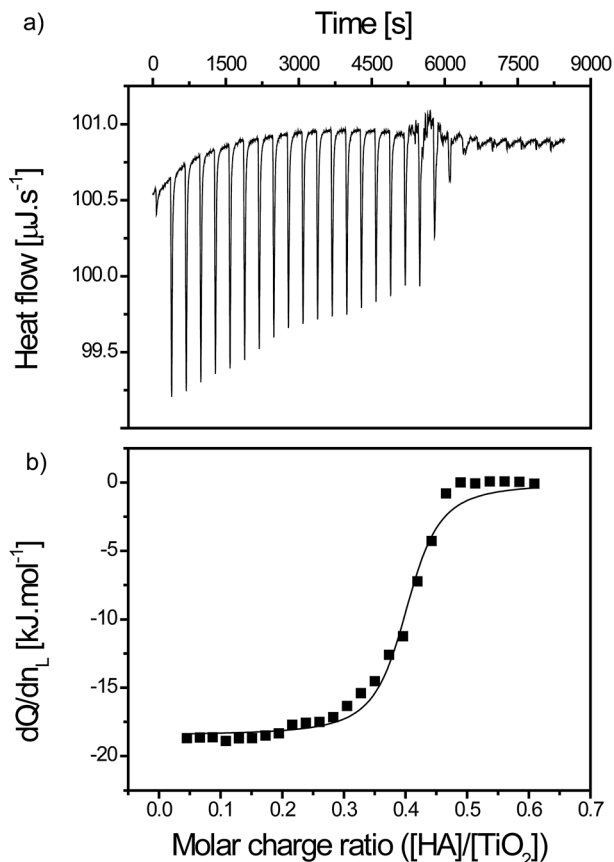 a)
Time [s]
0 1500 3000 4500 6000 7500 9000
101.0
100.5
100.0
99.5
Heat flow [µJ.s⁻¹]
b)
0
-5
-10
-15
-20
dQ/dn_L [kJ.mol⁻¹]
0.0 0.1 0.2 0.3 0.4 0.5 0.6 0.7
Molar charge ratio ([HA]/[TiO₂])